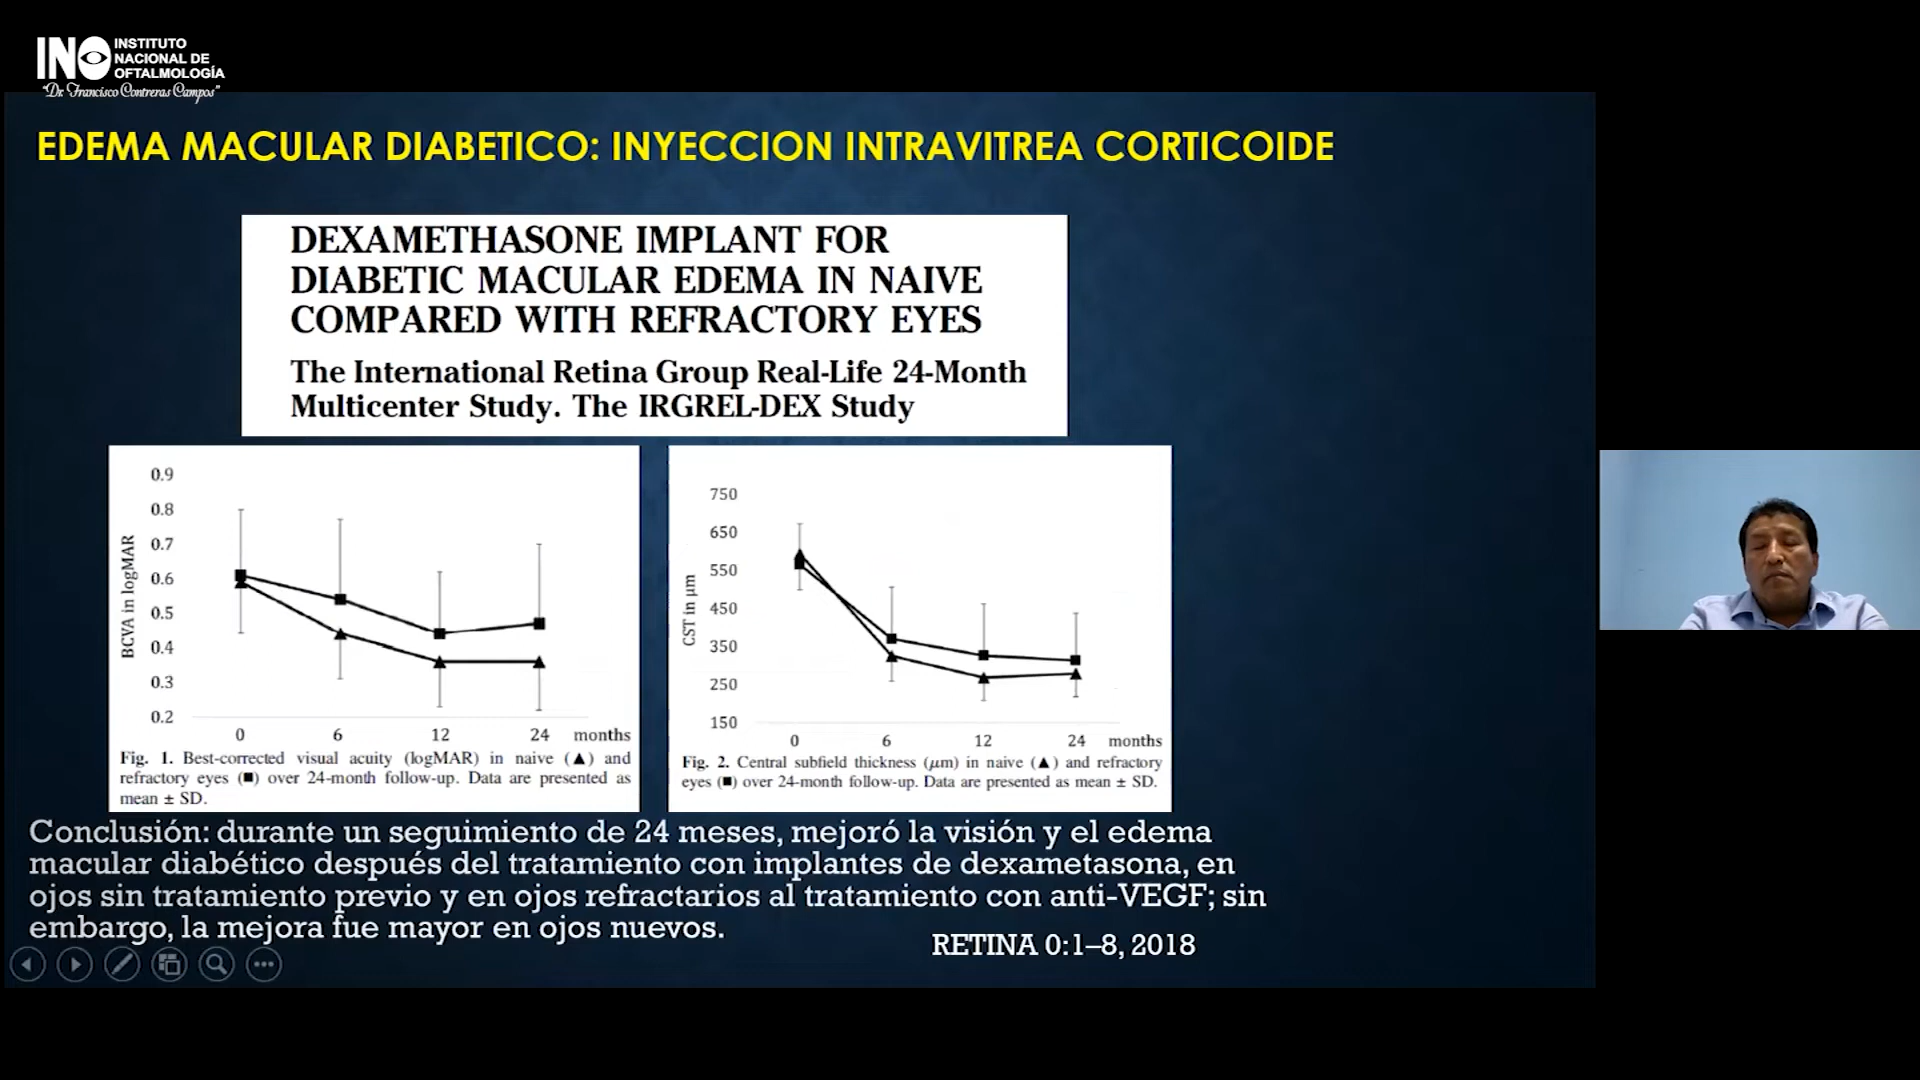 INO INSTITUTO
NACIONAL DE
OFTALMOLOGÍA
"Dr. Francisco Contreras Campos"
EDEMA MACULAR DIABETICO: INYECCION INTRAVITREA CORTICOIDE
DEXAMETHASONE IMPLANT FOR
DIABETIC MACULAR EDEMA IN NAIVE
COMPARED WITH REFRACTORY EYES
The International Retina Group Real-Life 24-Month
Multicenter Study. The IRGREL-DEX Study
BCVA in logMAR
0.9
0.8
0.7
0.6
0.5
0.4
0.3
0.2
0 6 12 24 months
Fig. 1. Best-corrected visual acuity (logMAR) in naive (▲) and
refractory eyes (■) over 24-month follow-up. Data are presented as
mean ± SD.
CST in μm
750
650
550
450
350
250
150
0 6 12 24 months
Fig. 2. Central subfield thickness (μm) in naive (▲) and refractory
eyes (■) over 24-month follow-up. Data are presented as mean ± SD.
Conclusión: durante un seguimiento de 24 meses, mejoró la visión y el edema
macular diabético después del tratamiento con implantes de dexametasona, en
ojos sin tratamiento previo y en ojos refractarios al tratamiento con anti-VEGF; sin
embargo, la mejora fue mayor en ojos nuevos.
RETINA 0:1–8, 2018